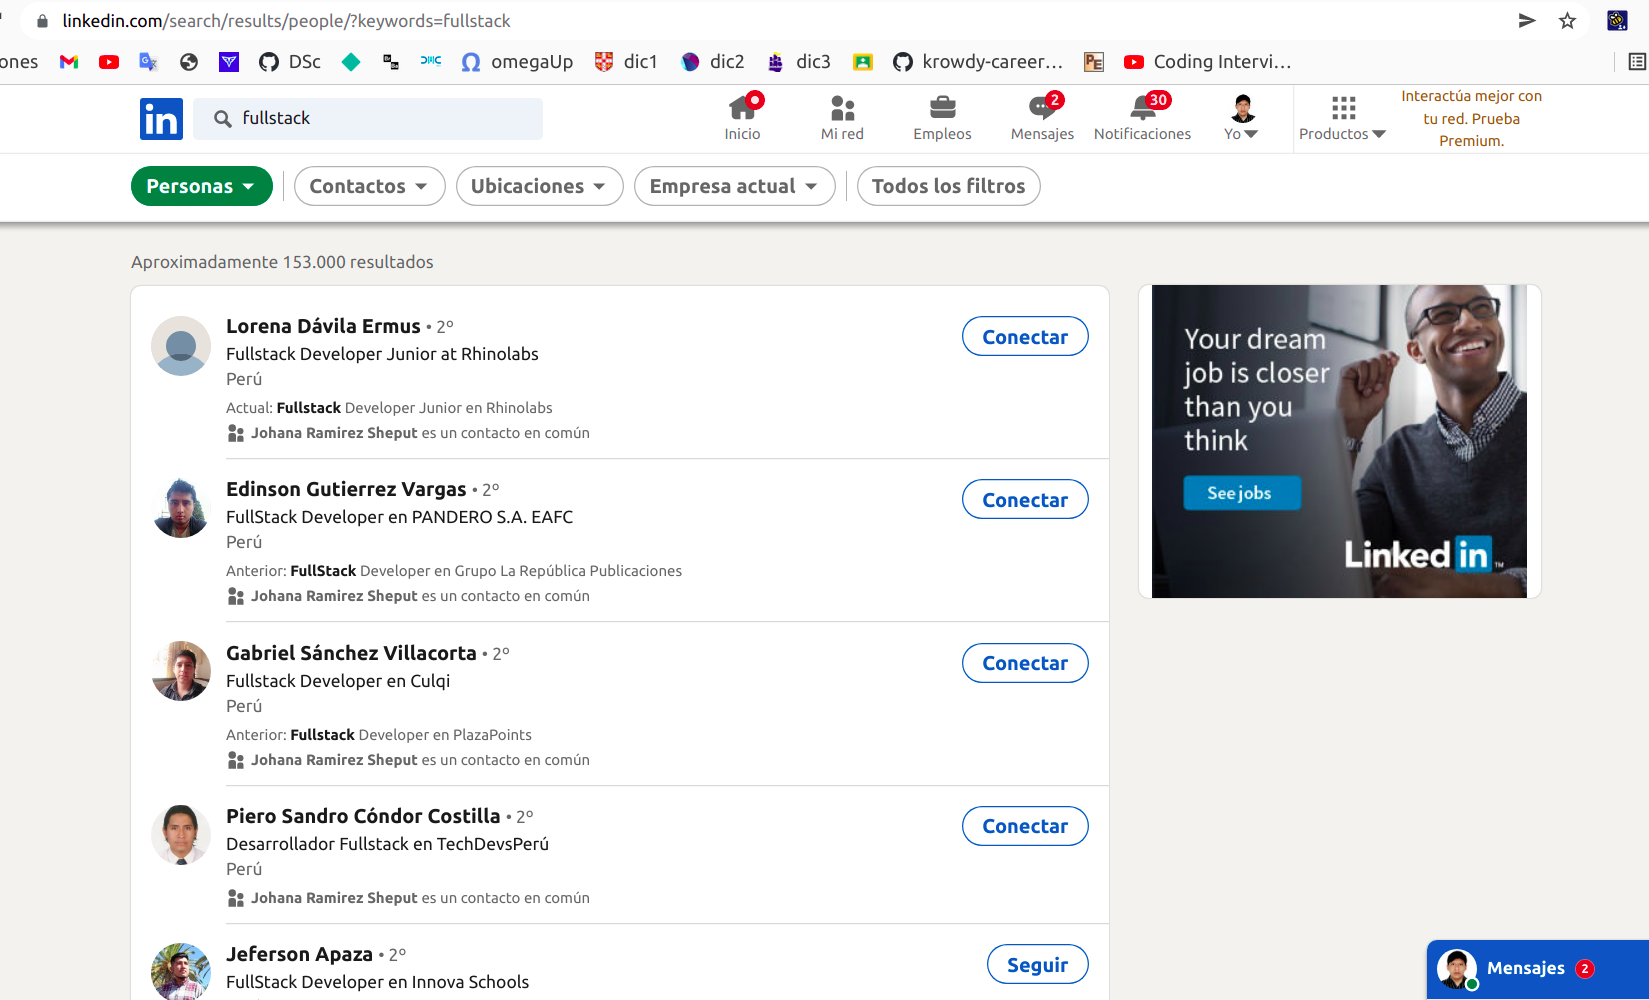 linkedin.com/search/results/people/?keywords=fullstack
ones DSc omegaUp dic1 dic2 dic3 krowdy-career... Coding Intervi...
in fullstack
2 30
Inicio Mi red Empleos Mensajes Notificaciones Yo Productos
Interactúa mejor con
tu red. Prueba
Premium.
Personas Contactos Ubicaciones Empresa actual Todos los filtros
Aproximadamente 153.000 resultados
Lorena Dávila Ermus • 2º
Conectar
Fullstack Developer Junior at Rhinolabs
Perú
Actual: Fullstack Developer Junior en Rhinolabs
Johana Ramirez Sheput es un contacto en común
Edinson Gutierrez Vargas • 2º
Conectar
FullStack Developer en PANDERO S.A. EAFC
Perú
Anterior: FullStack Developer en Grupo La República Publicaciones
Johana Ramirez Sheput es un contacto en común
Gabriel Sánchez Villacorta • 2º
Conectar
Fullstack Developer en Culqi
Perú
Anterior: Fullstack Developer en PlazaPoints
Johana Ramirez Sheput es un contacto en común
Piero Sandro Cóndor Costilla • 2º
Conectar
Desarrollador Fullstack en TechDevsPerú
Perú
Johana Ramirez Sheput es un contacto en común
Jeferson Apaza • 2º
Seguir
FullStack Developer en Innova Schools
Your dream
job is closer
than you
think
See jobs
Linked in ™
Mensajes 2